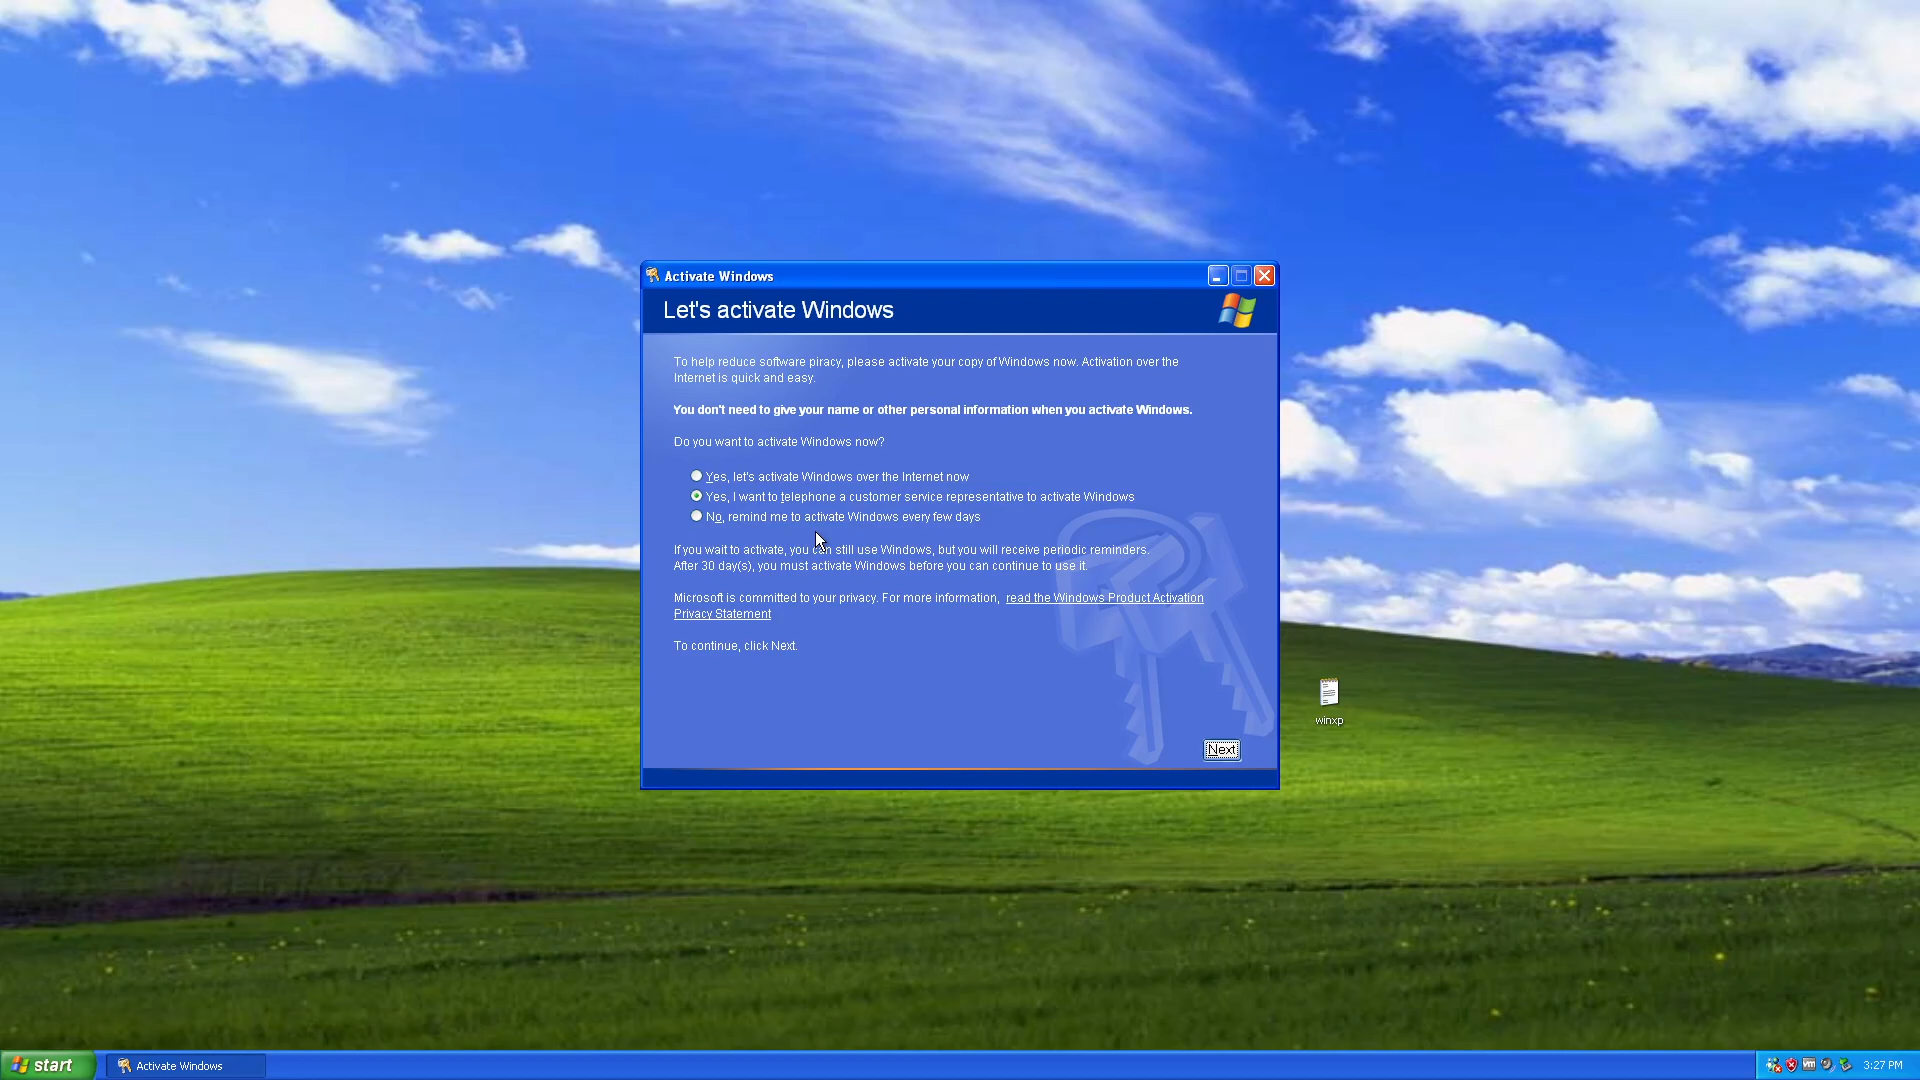 Activate Windows
Let's activate Windows
To help reduce software piracy, please activate your copy of Windows now. Activation over the
Internet is quick and easy.
You don't need to give your name or other personal information when you activate Windows.
Do you want to activate Windows now?
Yes, let's activate Windows over the Internet now
Yes, I want to telephone a customer service representative to activate Windows
No, remind me to activate Windows every few days
If you wait to activate, you can still use Windows, but you will receive periodic reminders.
After 30 day(s), you must activate Windows before you can continue to use it.
Microsoft is committed to your privacy. For more information, read the Windows Product Activation
Privacy Statement
To continue, click Next.
winxp
Next
start
Activate Windows
vm
3:27 PM